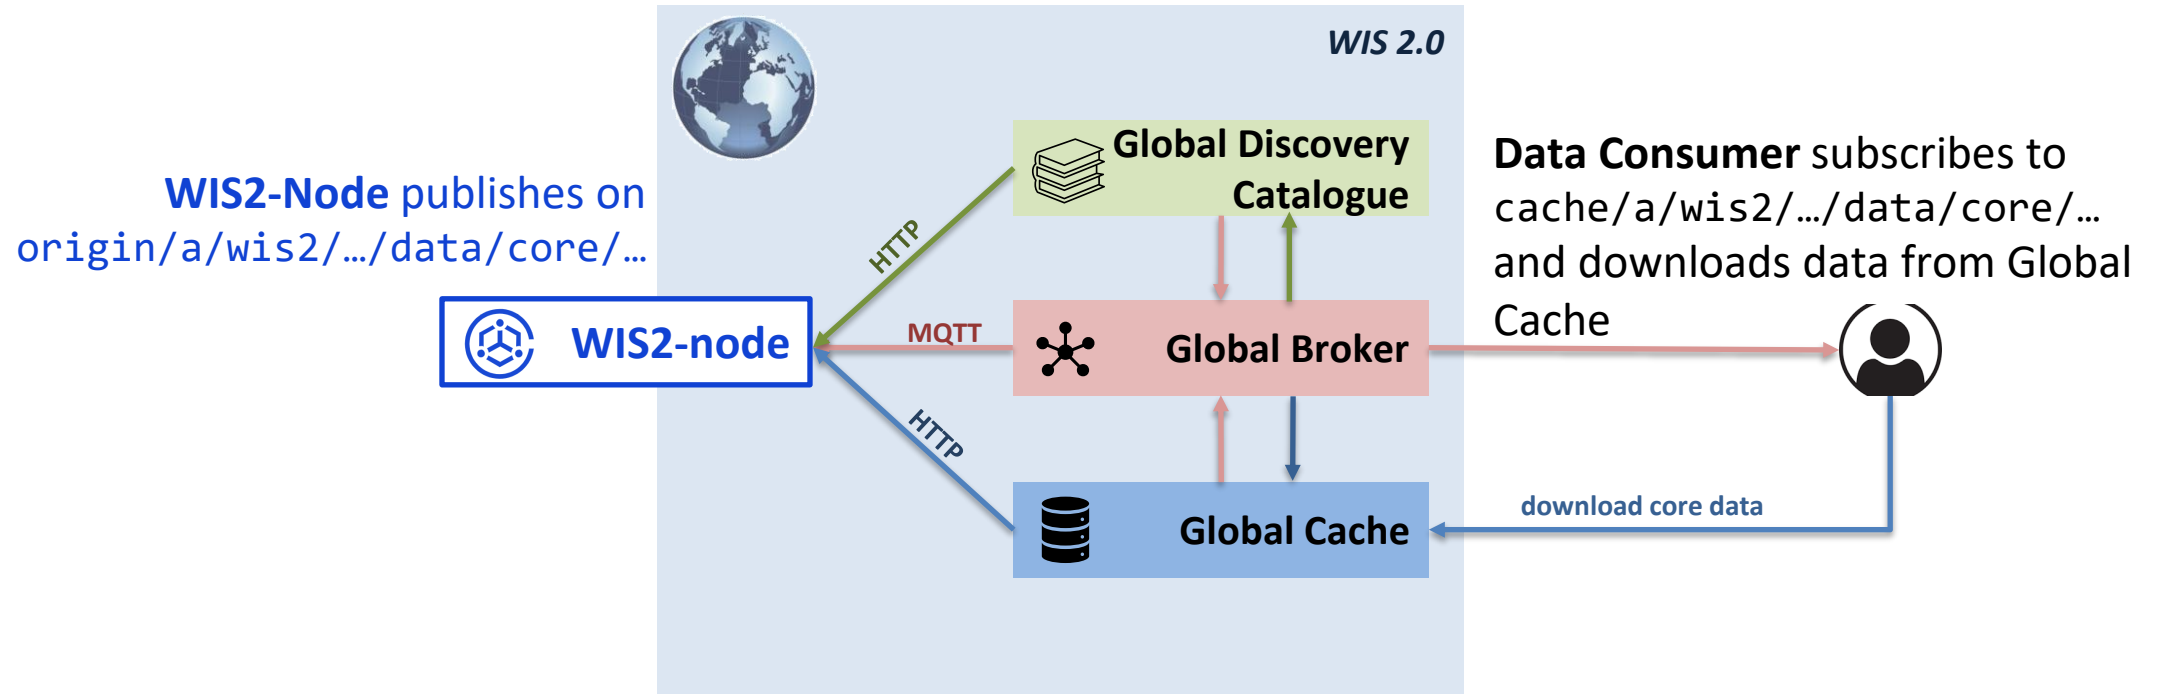 WIS 2.0
Global Discovery
Catalogue
WIS2-Node publishes on
origin/a/wis2/…/data/core/…
Data Consumer subscribes to
cache/a/wis2/…/data/core/…
and downloads data from Global
Cache
HTTP
WIS2-node
MQTT
Global Broker
HTTP
Global Cache
download core data